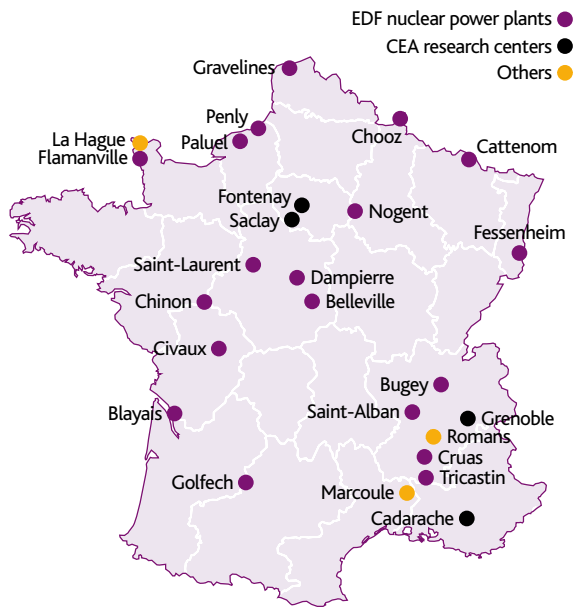 EDF nuclear power plants
CEA research centers
Others
Gravelines
Penly
Paluel
Chooz
La Hague
Flamanville
Cattenom
Fontenay
Saclay
Nogent
Fessenheim
Saint-Laurent
Dampierre
Chinon
Belleville
Civaux
Bugey
Blayais
Saint-Alban
Grenoble
Romans
Cruas
Tricastin
Golfech
Marcoule
Cadarache